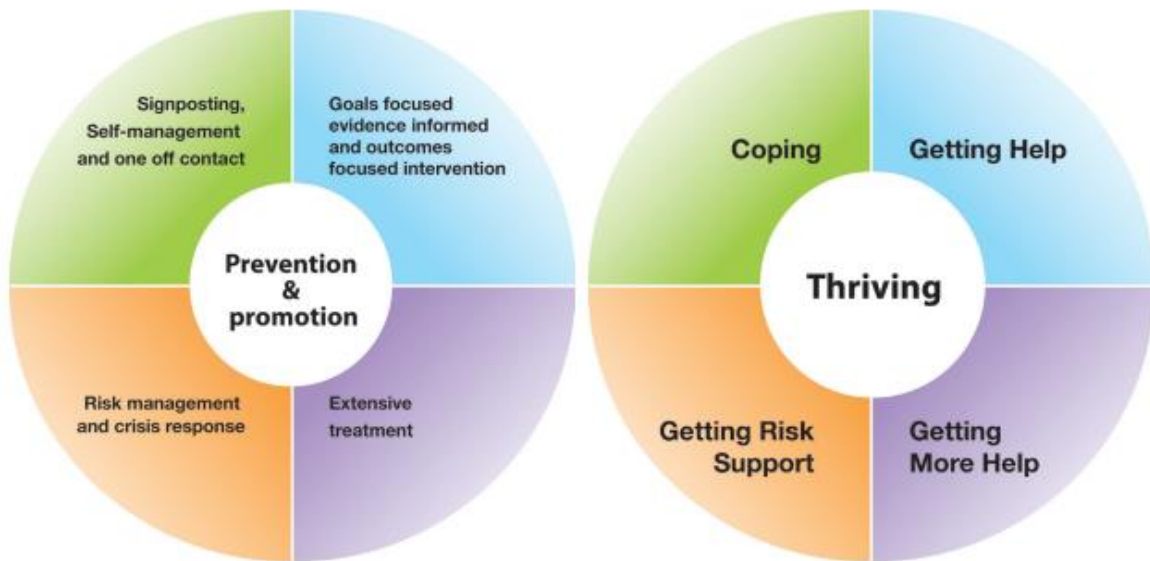 Signposting,
Self-management
and one off contact
Goals focused
evidence informed
and outcomes
focused intervention
Prevention
&
promotion
Risk management
and crisis response
Extensive
treatment
Coping
Getting Help
Thriving
Getting Risk
Support
Getting
More Help